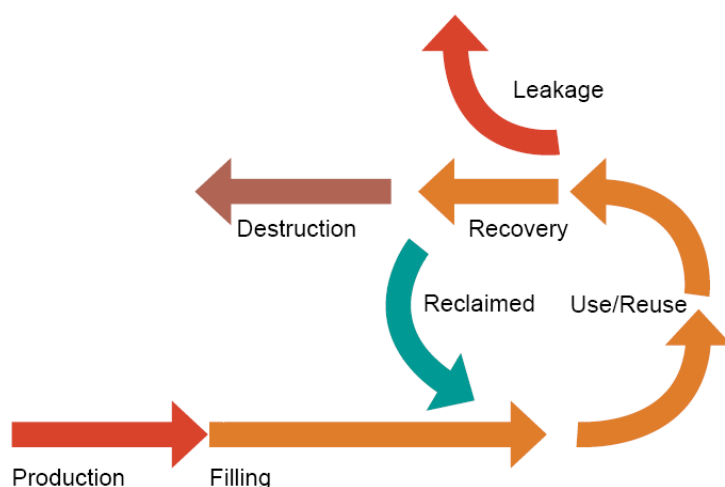 Leakage
Destruction
Recovery
Reclaimed
Use/Reuse
Production
Filling